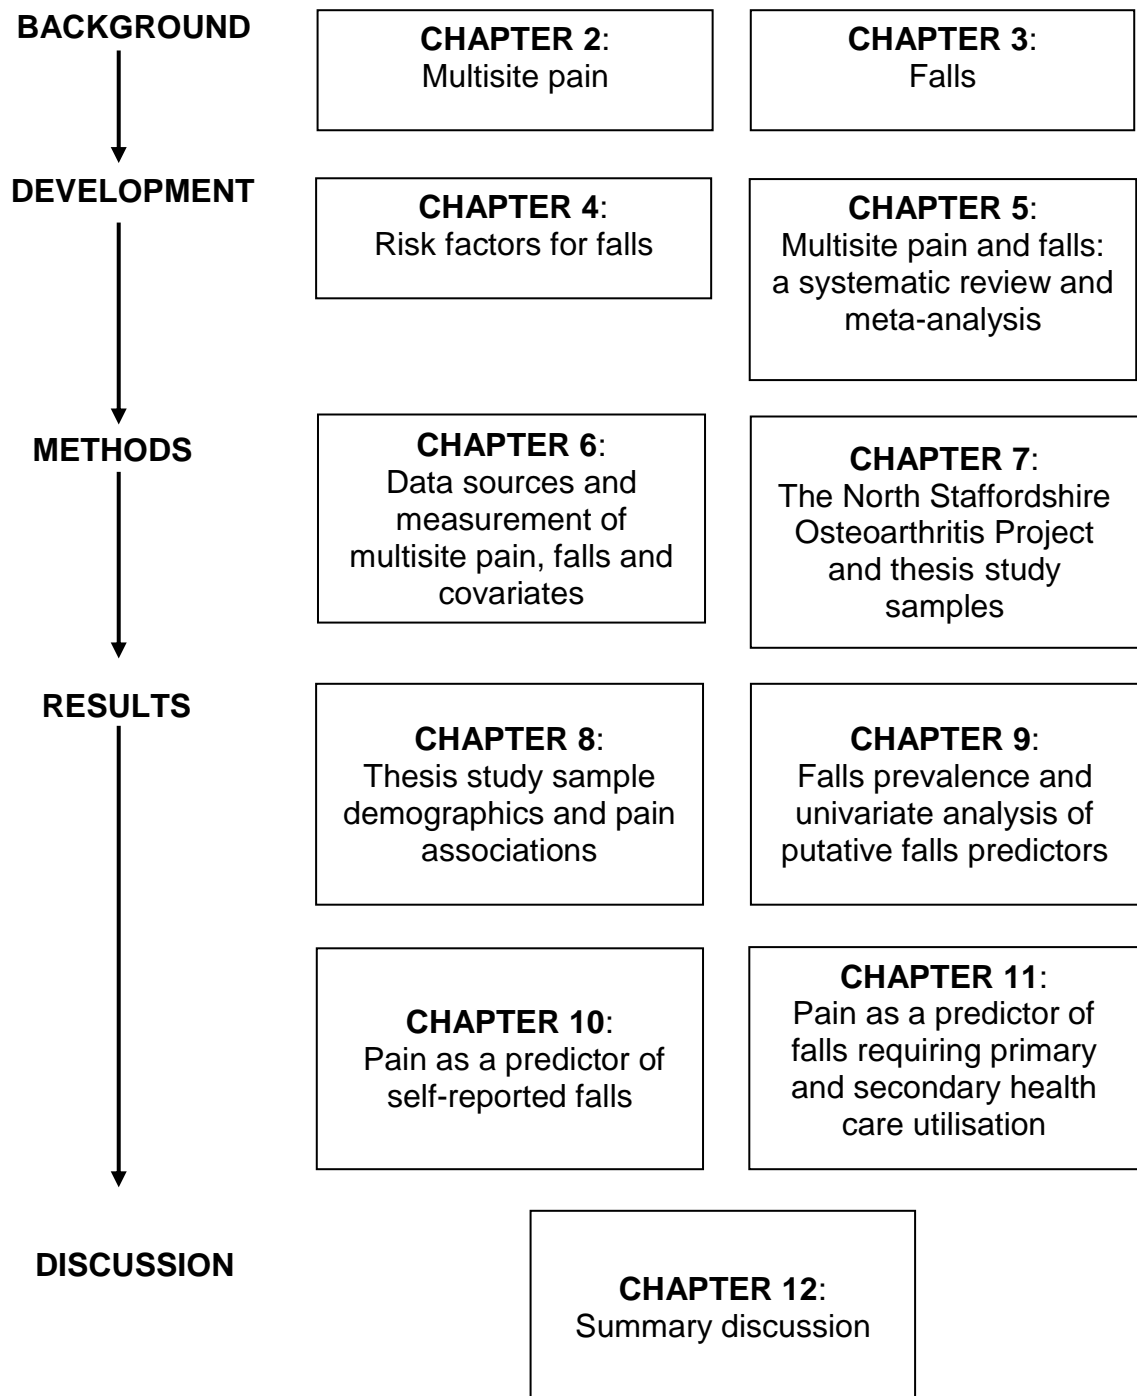 BACKGROUND
CHAPTER 2:
Multisite pain
CHAPTER 3:
Falls
DEVELOPMENT
CHAPTER 4:
Risk factors for falls
CHAPTER 5:
Multisite pain and falls:
a systematic review and
meta-analysis
METHODS
CHAPTER 6:
Data sources and
measurement of
multisite pain, falls and
covariates
CHAPTER 7:
The North Staffordshire
Osteoarthritis Project
and thesis study
samples
RESULTS
CHAPTER 8:
Thesis study sample
demographics and pain
associations
CHAPTER 9:
Falls prevalence and
univariate analysis of
putative falls predictors
CHAPTER 10:
Pain as a predictor of
self-reported falls
CHAPTER 11:
Pain as a predictor of
falls requiring primary
and secondary health
care utilisation
DISCUSSION
CHAPTER 12:
Summary discussion